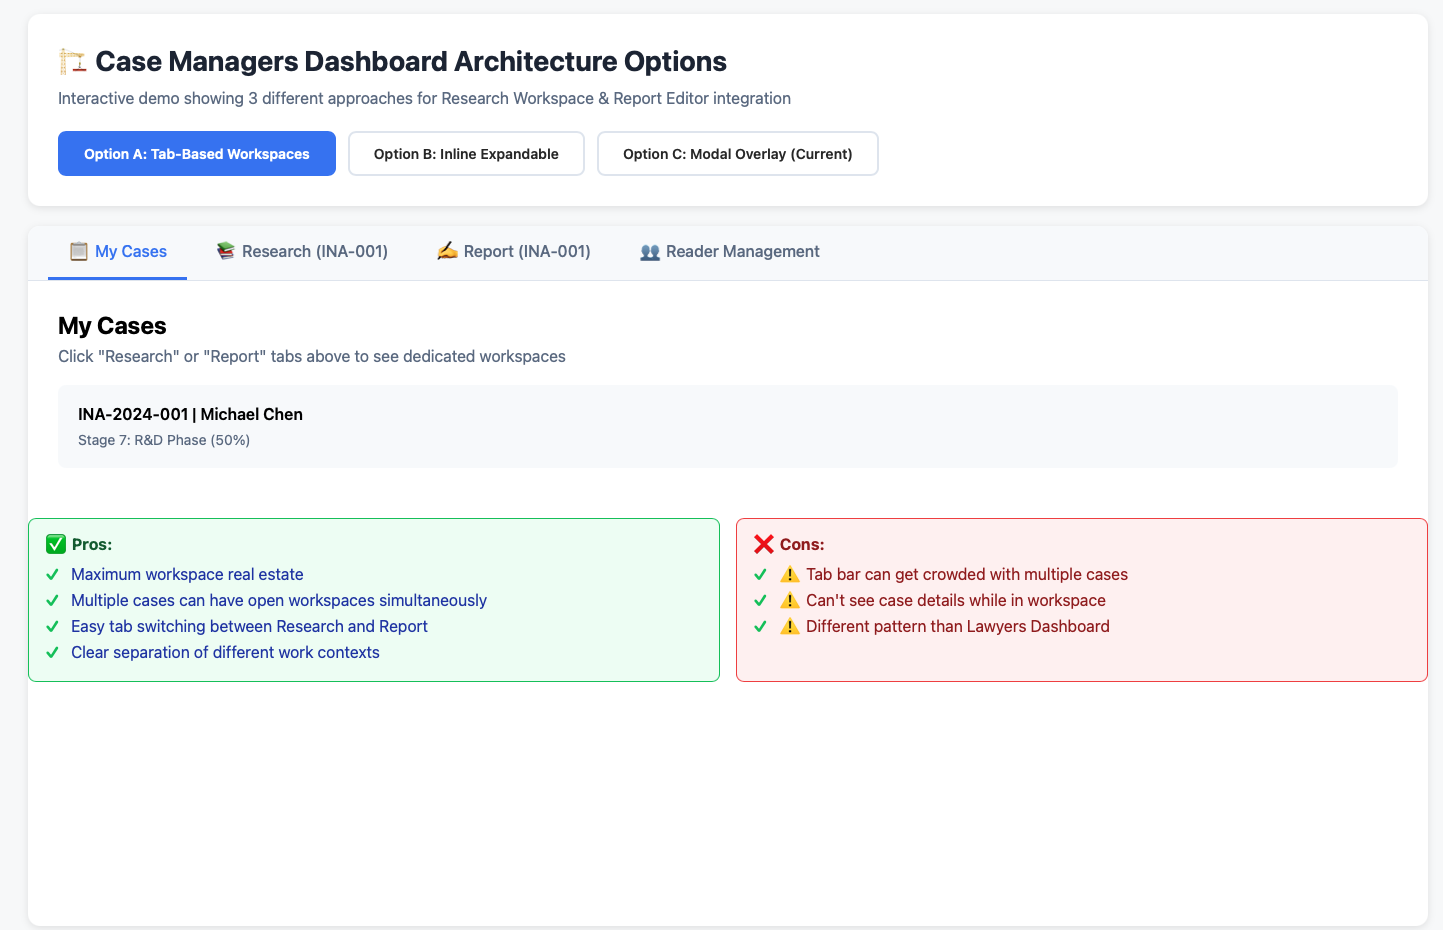 🏗️ Case Managers Dashboard Architecture Options
Interactive demo showing 3 different approaches for Research Workspace & Report Editor integration
Option A: Tab-Based Workspaces
Option B: Inline Expandable
Option C: Modal Overlay (Current)
📋 My Cases
📚 Research (INA-001)
✍️ Report (INA-001)
👥 Reader Management
My Cases
Click "Research" or "Report" tabs above to see dedicated workspaces
INA-2024-001 | Michael Chen
Stage 7: R&D Phase (50%)
✅ Pros:
✓ Maximum workspace real estate
✓ Multiple cases can have open workspaces simultaneously
✓ Easy tab switching between Research and Report
✓ Clear separation of different work contexts
❌ Cons:
✓ ⚠️ Tab bar can get crowded with multiple cases
✓ ⚠️ Can't see case details while in workspace
✓ ⚠️ Different pattern than Lawyers Dashboard